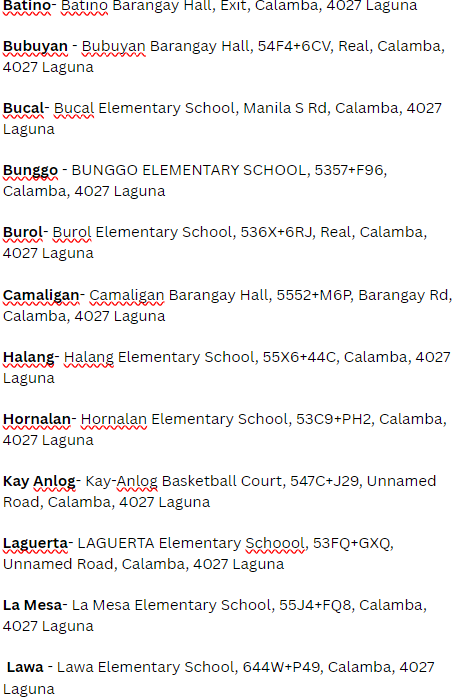 Batino- Batino Barangay Hall, Exit, Calamba, 4027 Laguna
Bubuyan - Bubuyan Barangay Hall, 54F4+6CV, Real, Calamba,
4027 Laguna
Bucal- Bucal Elementary School, Manila S Rd, Calamba, 4027
Laguna
Bunggo - BUNGGO ELEMENTARY SCHOOL, 5357+F96,
Calamba, 4027 Laguna
Burol- Burol Elementary School, 536X+6RJ, Real, Calamba,
4027 Laguna
Camaligan- Camaligan Barangay Hall, 5552+M6P, Barangay Rd,
Calamba, 4027 Laguna
Halang- Halang Elementary School, 55X6+44C, Calamba, 4027
Laguna
Hornalan- Hornalan Elementary School, 53C9+PH2, Calamba,
4027 Laguna
Kay Anlog- Kay-Anlog Basketball Court, 547C+J29, Unnamed
Road, Calamba, 4027 Laguna
Laguerta- LAGUERTA Elementary Schoool, 53FQ+GXQ,
Unnamed Road, Calamba, 4027 Laguna
La Mesa- La Mesa Elementary School, 55J4+FQ8, Calamba,
4027 Laguna
Lawa - Lawa Elementary School, 644W+P49, Calamba, 4027
Laguna